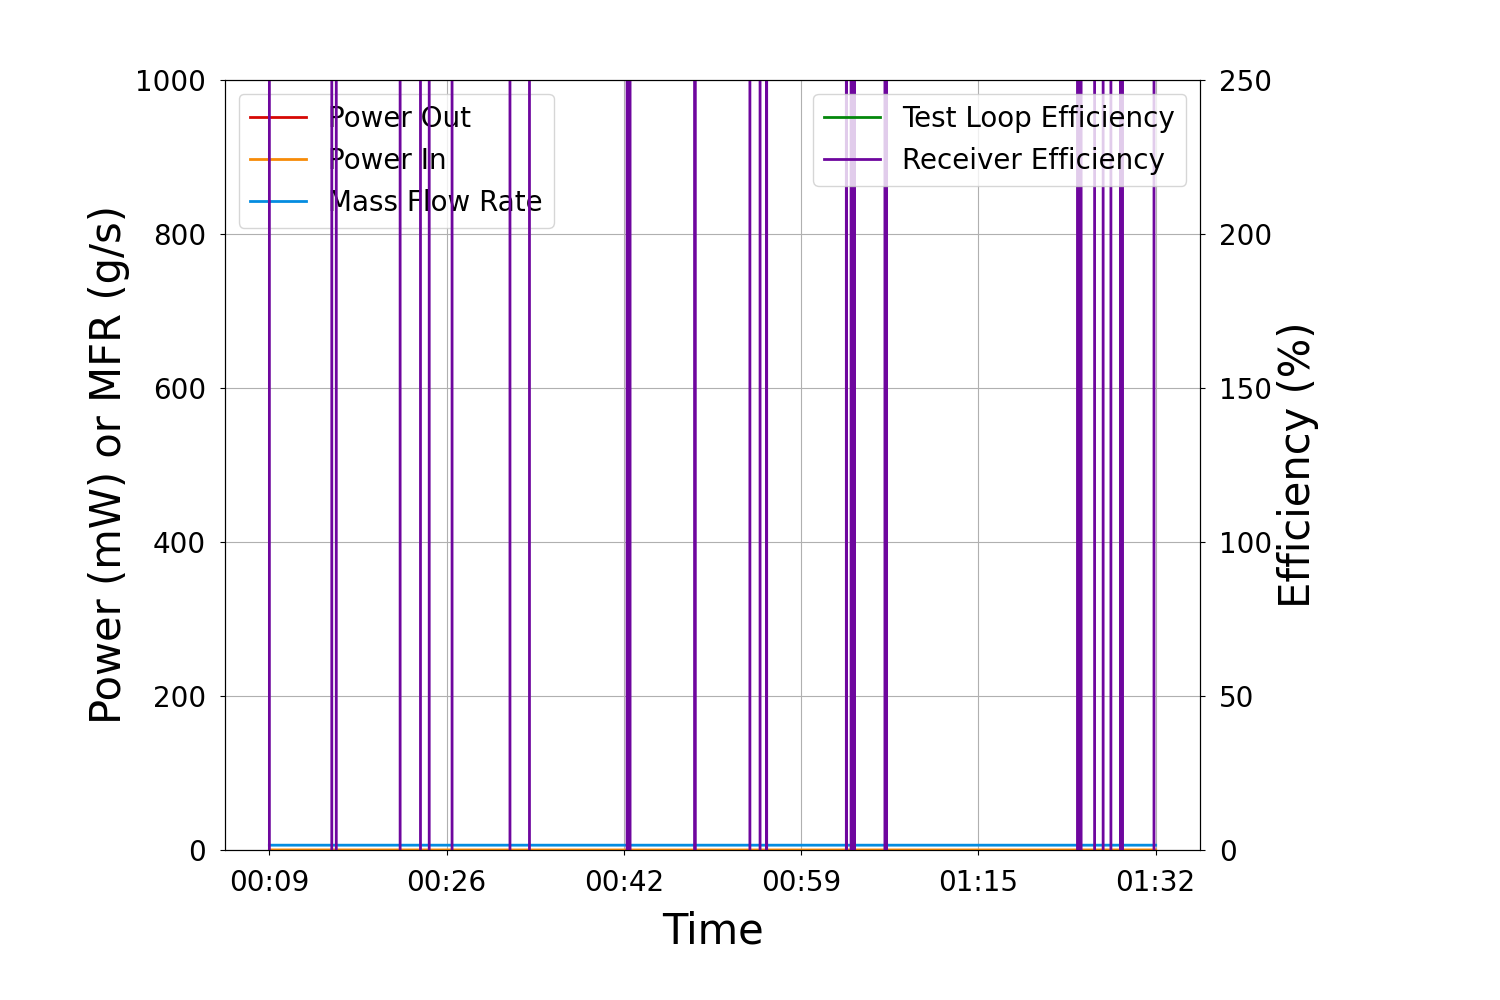 1000
800
600
400
200
0
Power (mW) or MFR (g/s)
Power Out
Power In
Mass Flow Rate
Test Loop Efficiency
Receiver Efficiency
250
200
150
100
50
0
Efficiency (%)
00:09 00:26 00:42 00:59 01:15 01:32
Time